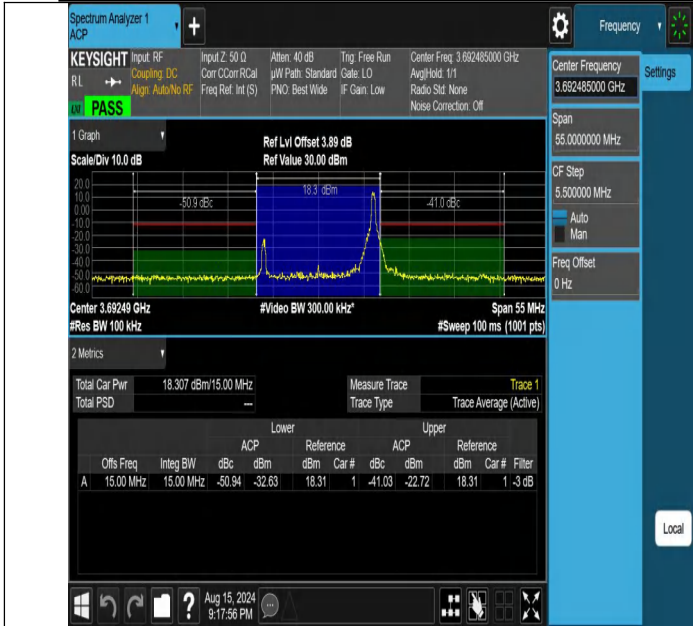 Spectrum Analyzer 1
ACP
Frequency
KEYSIGHT
RL
PASS
Input: RF
Coupling: DC
Align: Auto/No RF
Input Z: 50 Ω
Corr CCorr RCal
Freq Ref: Int (S)
Atten: 40 dB
µW Path: Standard
PNO: Best Wide
Trig: Free Run
Gate: LO
IF Gain: Low
Center Freq: 3.692485000 GHz
Avg|Hold: 1/1
Radio Std: None
Noise Correction: Off
Center Frequency
3.692485000 GHz
Settings
Span
55.0000000 MHz
CF Step
5.500000 MHz
Auto
Man
Freq Offset
0 Hz
Local
1 Graph
Scale/Div 10.0 dB
Ref Lvl Offset 3.89 dB
Ref Value 30.00 dBm
20.0
10.0
0.00
-10.0
-20.0
-30.0
-40.0
-50.0
-60.0
-50.9 dBc
18.3 dBm
-41.0 dBc
Center 3.69249 GHz
#Video BW 300.00 kHz*
Span 55 MHz
#Res BW 100 kHz
#Sweep 100 ms (1001 pts)
2 Metrics
Total Car Pwr 18.307 dBm/15.00 MHz
Total PSD ---
Measure Trace Trace 1
Trace Type Trace Average (Active)
Lower Upper
ACP Reference ACP Reference
Offs Freq Integ BW dBc dBm dBm Car # dBc dBm dBm Car # Filter
A 15.00 MHz 15.00 MHz -50.94 -32.63 18.31 1 -41.03 -22.72 18.31 1 -3 dB
?
Aug 15, 2024
9:17:56 PM